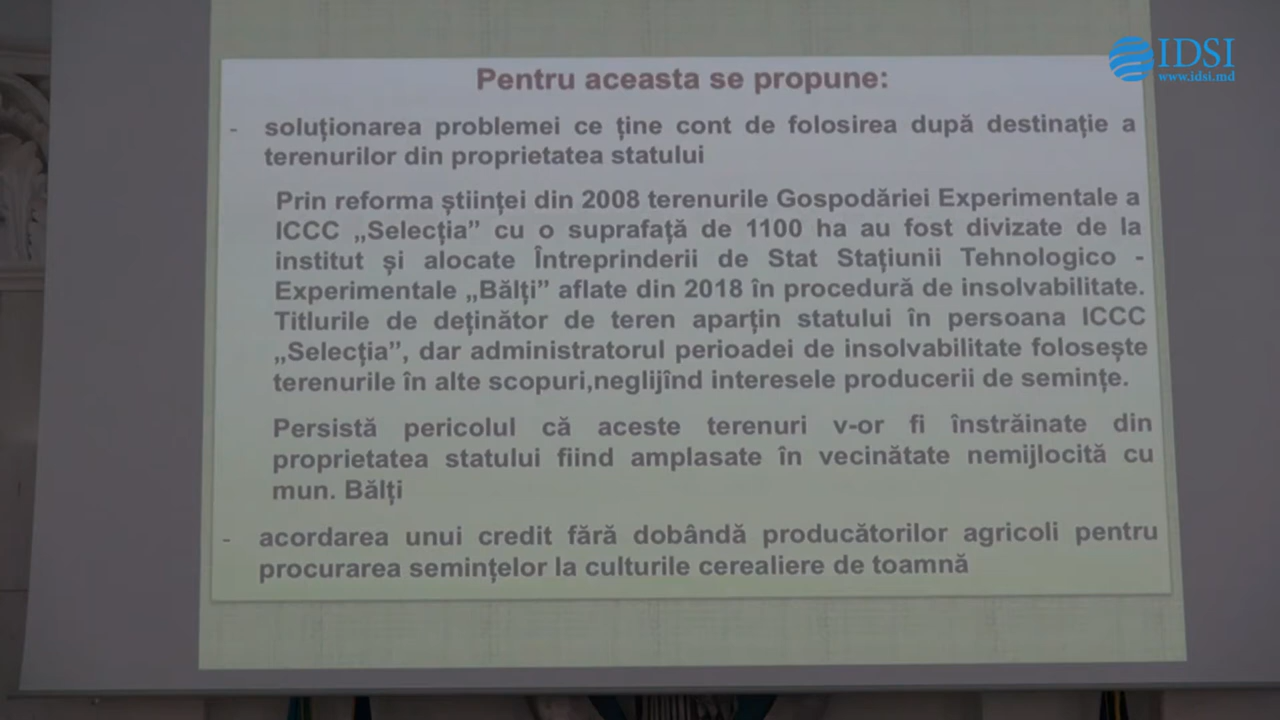 IDSI
www.idsi.md
Pentru aceasta se propune:
- soluționarea problemei ce ține cont de folosirea după destinație a
terenurilor din proprietatea statului
Prin reforma științei din 2008 terenurile Gospodăriei Experimentale a
ICCC „Selecția” cu o suprafață de 1100 ha au fost divizate de la
institut și alocate Întreprinderii de Stat Stațiunii Tehnologico -
Experimentale „Bălți” aflate din 2018 în procedură de insolvabilitate.
Titlurile de deținător de teren aparțin statului în persoana ICCC
„Selecția”, dar administratorul perioadei de insolvabilitate folosește
terenurile în alte scopuri,neglijînd interesele producerii de semințe.
Persistă pericolul că aceste terenuri v-or fi înstrăinate din
proprietatea statului fiind amplasate în vecinătate nemijlocită cu
mun. Bălți
- acordarea unui credit fără dobândă producătorilor agricoli pentru
procurarea semințelor la culturile cerealiere de toamnă